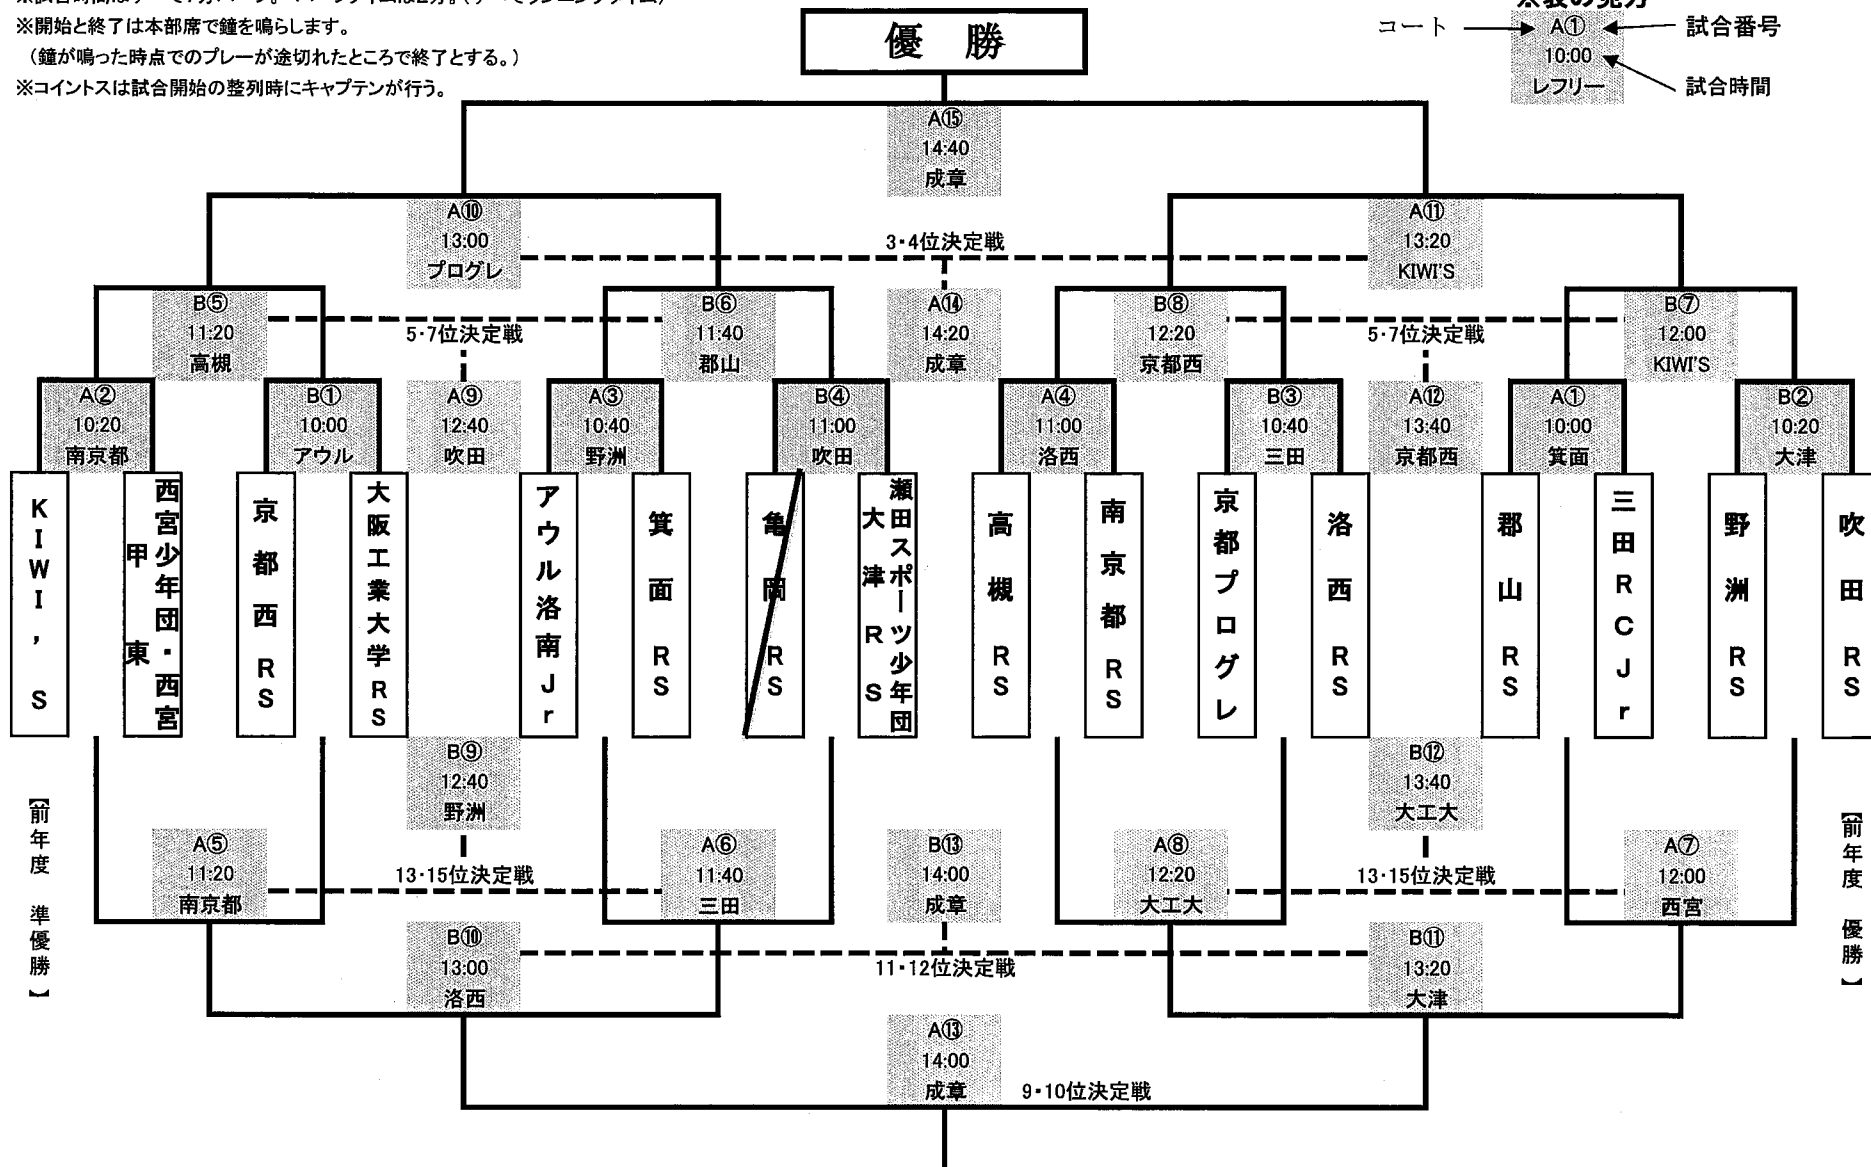 ※開始と終了は本部席で鐘を鳴らします。
（鐘が鳴った時点でのプレーが途切れたところで終了とする。）
※コイントスは試合開始の整列時にキャプテンが行う。
優　勝
※表の見方
コート
A①
10:00
レフリー
試合番号
試合時間
A⑮
14:40
成章
A⑩
13:00
プログレ
3・4位決定戦
A⑪
13:20
KIWI'S
B⑤
11:20
高槻
5・7位決定戦
B⑥
11:40
郡山
A⑭
14:20
成章
B⑧
12:20
京都西
5・7位決定戦
B⑦
12:00
KIWI'S
A②
10:20
南京都
B①
10:00
アウル
A⑨
12:40
吹田
A③
10:40
野洲
B④
11:00
吹田
A④
11:00
洛西
B③
10:40
三田
A⑫
13:40
京都西
A①
10:00
箕面
B②
10:20
大津
KIWI'S
西宮少年団・西宮
甲東
京都西RS
大阪工業大学RS
アウル洛南Jr
箕面RS
亀岡RS
瀬田スポーツ少年団
大津RS
高槻RS
南京都RS
京都プログレ
洛西RS
郡山RS
三田RCJr
野洲RS
吹田RS
【前年度　準優勝】
【前年度　優勝】
B⑨
12:40
野洲
B⑫
13:40
大工大
A⑤
11:20
南京都
13・15位決定戦
A⑥
11:40
三田
B⑬
14:00
成章
A⑧
12:20
大工大
13・15位決定戦
A⑦
12:00
西宮
B⑩
13:00
洛西
11・12位決定戦
B⑪
13:20
大津
A⑬
14:00
成章
9・10位決定戦